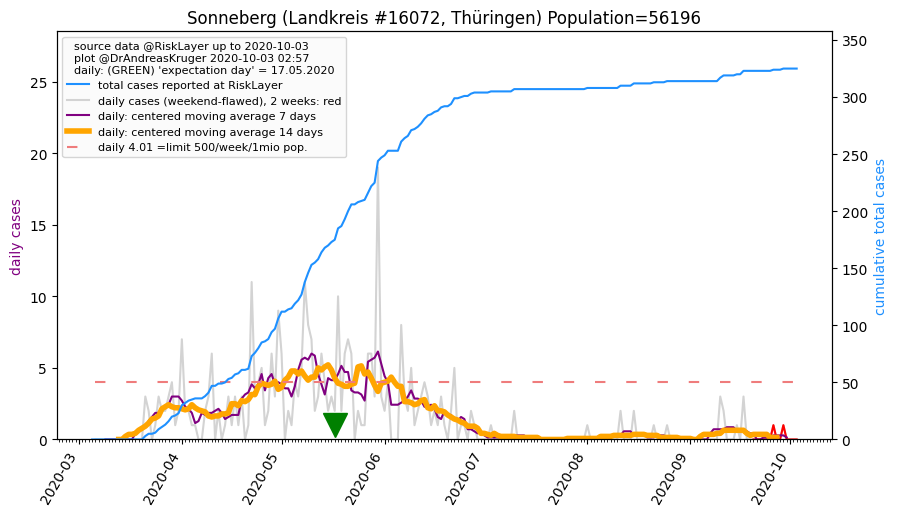 Sonneberg (Landkreis #16072, Thüringen) Population=56196
source data @RiskLayer up to 2020-10-03
plot @DrAndreasKruger 2020-10-03 02:57
daily: (GREEN) 'expectation day' = 17.05.2020
total cases reported at RiskLayer
daily cases (weekend-flawed), 2 weeks: red
daily: centered moving average 7 days
daily: centered moving average 14 days
daily 4.01 =limit 500/week/1mio pop.
daily cases
25
20
15
10
5
0
350
300
250
200
150
100
50
0
cumulative total cases
2020-03
2020-04
2020-05
2020-06
2020-07
2020-08
2020-09
2020-10